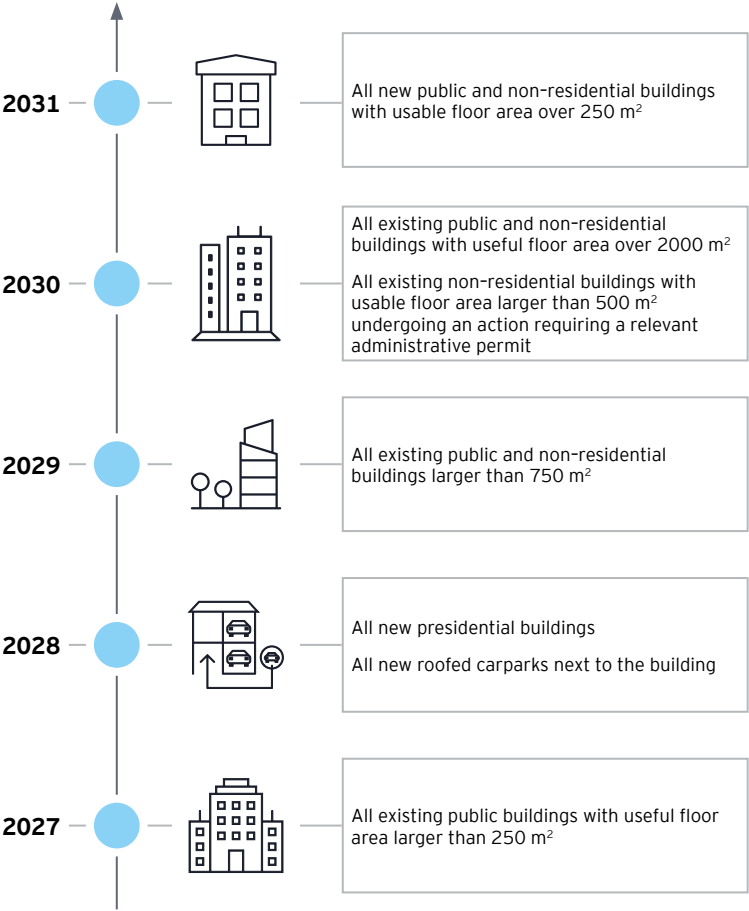 2031
All new public and non-residential buildings
with usable floor area over 250 m²
2030
All existing public and non-residential
buildings with useful floor area over 2000 m²
All existing non-residential buildings with
usable floor area larger than 500 m²
undergoing an action requiring a relevant
administrative permit
2029
All existing public and non-residential
buildings larger than 750 m²
2028
All new presidential buildings
All new roofed carparks next to the building
2027
All existing public buildings with useful floor
area larger than 250 m²